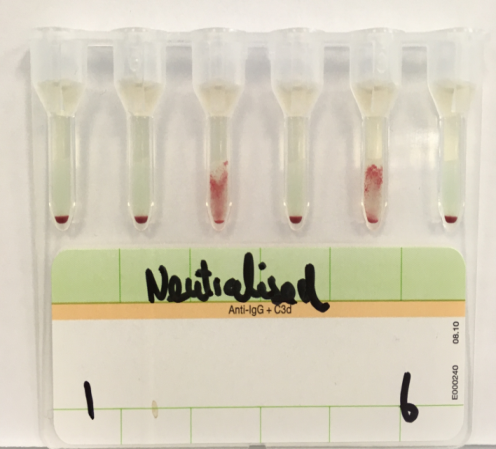 Neutralised
Anti-IgG + C3d
08.10
E000240
1
6